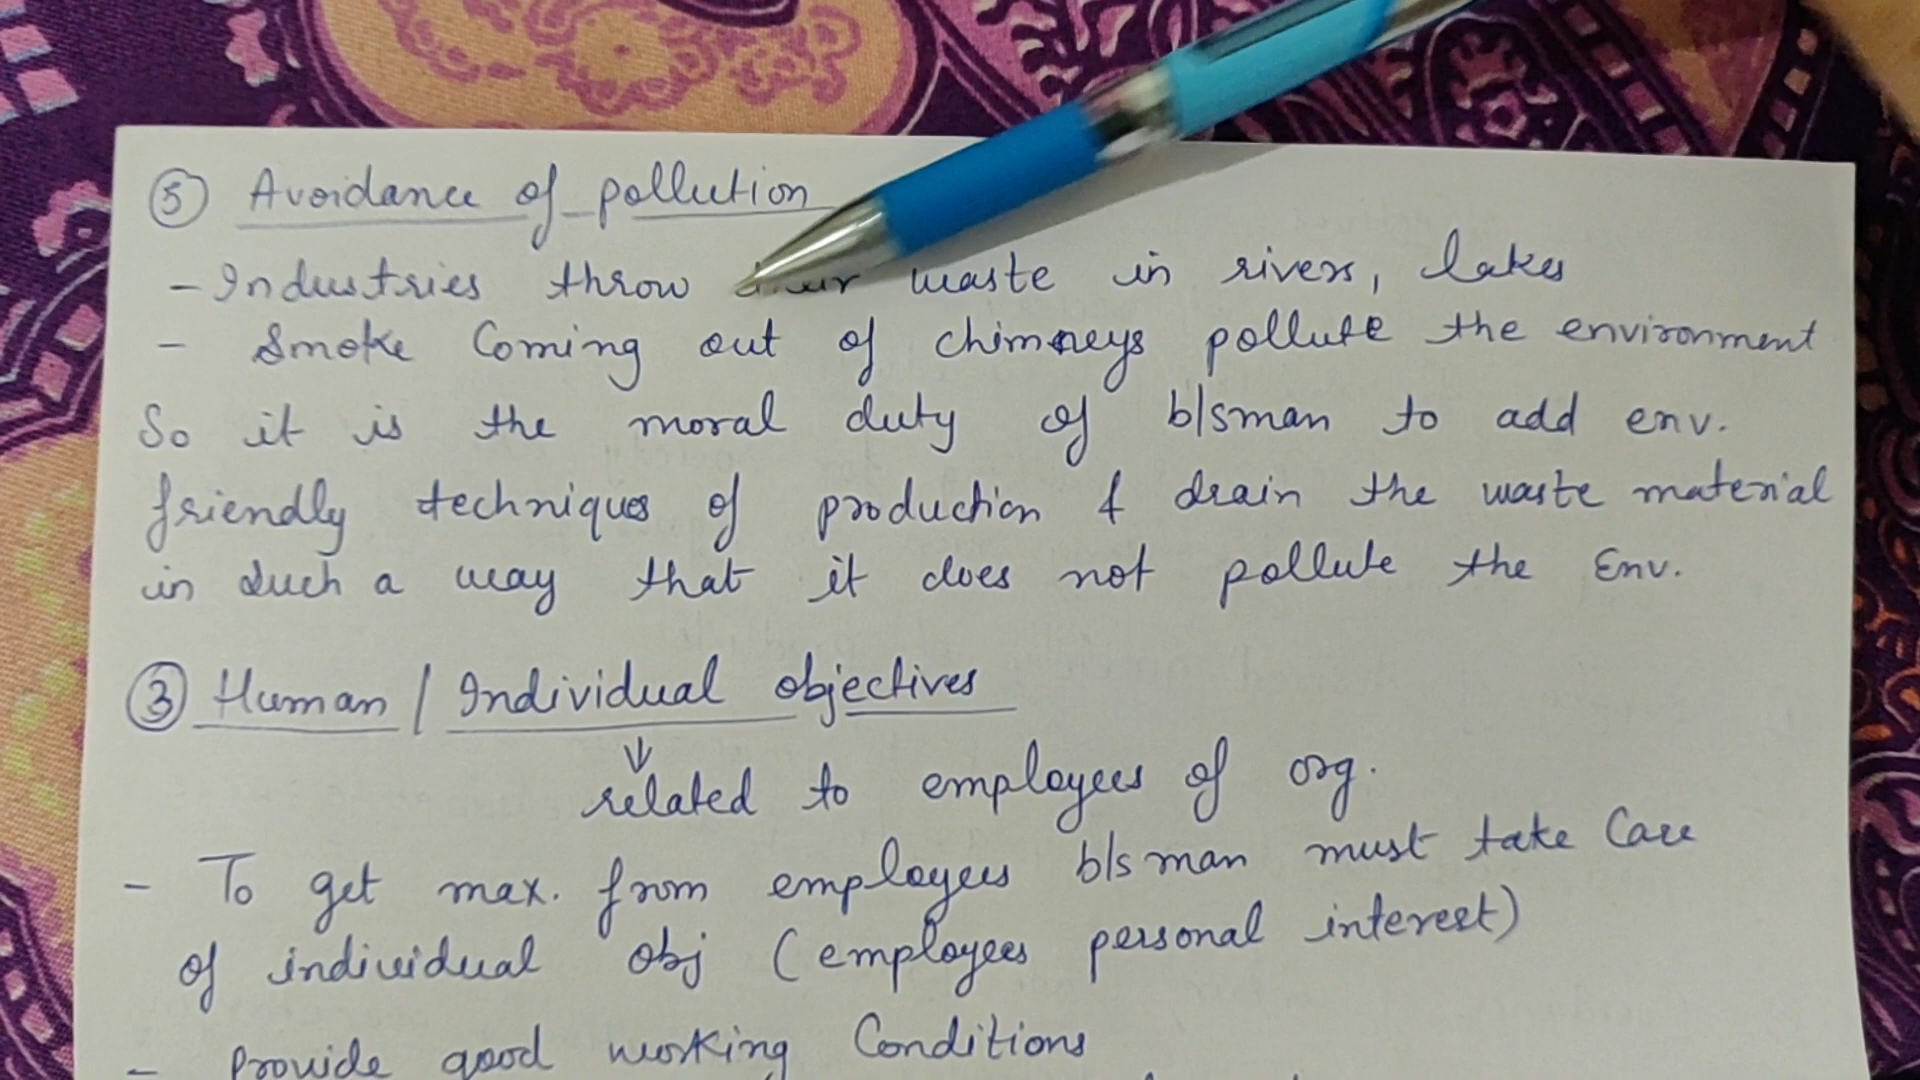 ⑤ Avoidance of pollution
- Industries throw their waste in rivers, lakes
- Smoke Coming out of chimneys pollute the environment
So it is the moral duty of b/sman to add env.
friendly techniques of production & drain the waste material
in such a way that it does not pollute the Env.
③ Human / Individual objectives
↓
related to employees of org.
- To get max. from employees b/sman must take Care
of individual obj (employees personal interest)
- Provide good working Conditions